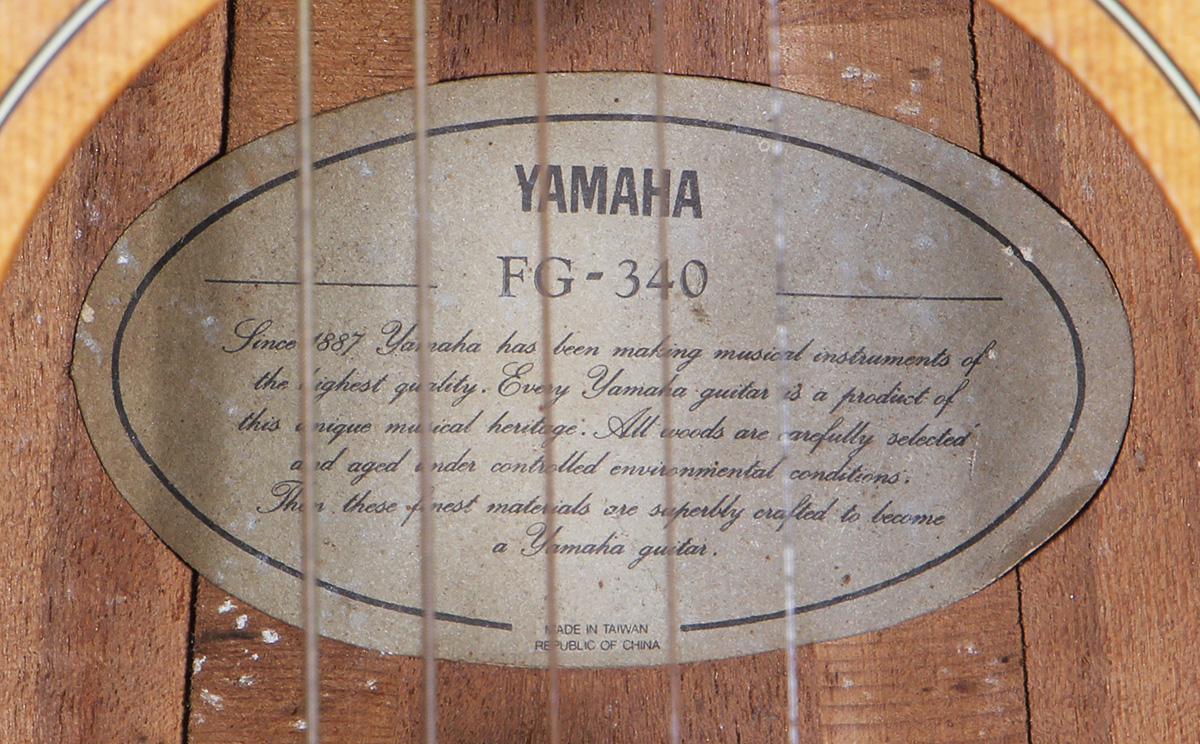 YAMAHA
FG-340
Since 1887 Yamaha has been making musical instruments of
the highest quality. Every Yamaha guitar is a product of
this unique musical heritage. All woods are carefully selected
and aged under controlled environmental conditions.
Then these finest materials are superbly crafted to become
a Yamaha guitar.
MADE IN TAIWAN
REPUBLIC OF CHINA